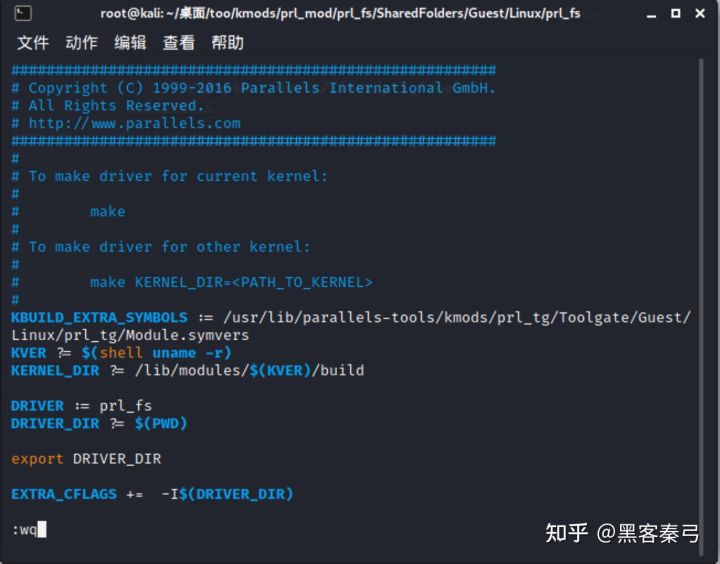 root@kali: ~/桌面/too/kmods/prl_mod/prl_fs/SharedFolders/Guest/Linux/prl_fs
文件 动作 编辑 查看 帮助
#######################################################
# Copyright (C) 1999-2016 Parallels International GmbH.
# All Rights Reserved.
# http://www.parallels.com
#######################################################
#
# To make driver for current kernel:
#
#        make
#
# To make driver for other kernel:
#
#        make KERNEL_DIR=<PATH_TO_KERNEL>
#
KBUILD_EXTRA_SYMBOLS := /usr/lib/parallels-tools/kmods/prl_tg/Toolgate/Guest/
Linux/prl_tg/Module.symvers
KVER ?= $(shell uname -r)
KERNEL_DIR ?= /lib/modules/$(KVER)/build

DRIVER := prl_fs
DRIVER_DIR ?= $(PWD)

export DRIVER_DIR

EXTRA_CFLAGS +=  -I$(DRIVER_DIR)

:wq
知乎 @黑客秦弓